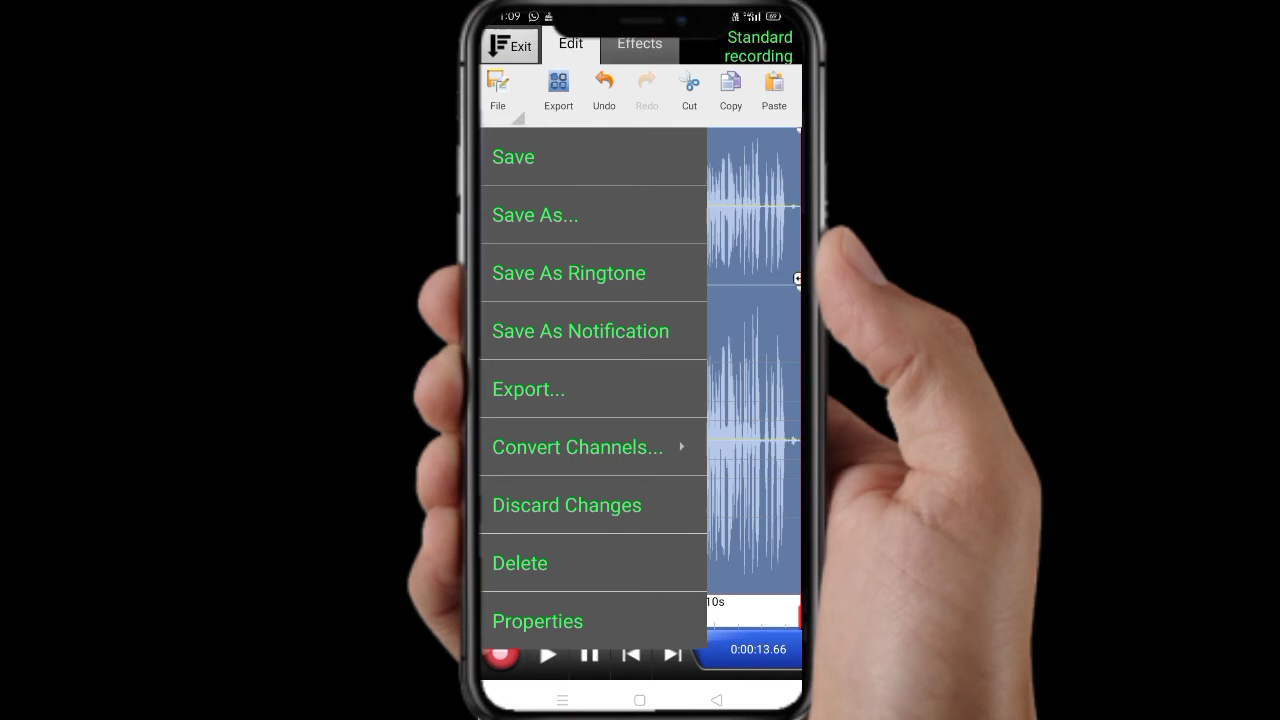 1:09
69
Exit
Edit
Effects
Standard
recording
File
Export
Undo
Redo
Cut
Copy
Paste
Save
Save As...
Save As Ringtone
Save As Notification
Export...
Convert Channels...
Discard Changes
Delete
Properties
10s
0:00:13.66